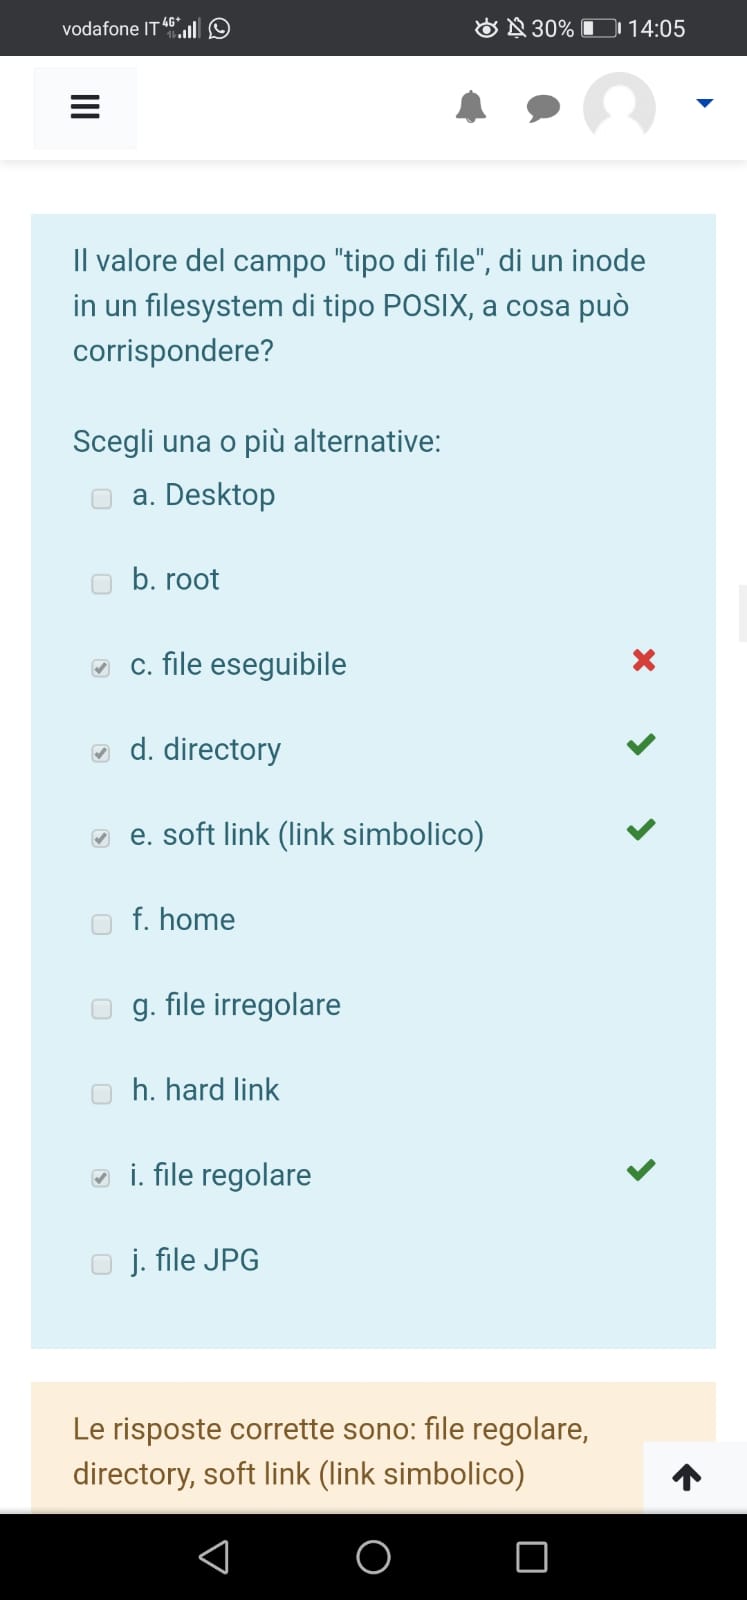 vodafone IT 4G+ 30% 14:05
Il valore del campo "tipo di file", di un inode
in un filesystem di tipo POSIX, a cosa può
corrispondere?
Scegli una o più alternative:
a. Desktop
b. root
c. file eseguibile
d. directory
e. soft link (link simbolico)
f. home
g. file irregolare
h. hard link
i. file regolare
j. file JPG
Le risposte corrette sono: file regolare,
directory, soft link (link simbolico)